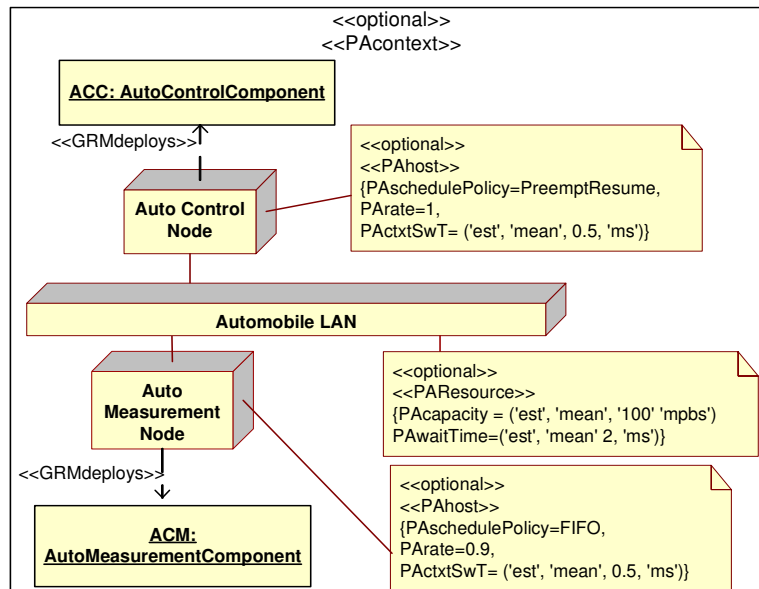 <<optional>>
<<PAcontext>>
ACC: AutoControlComponent
<<GRMdeploys>>
<<optional>>
<<PAhost>>
{PAschedulePolicy=PreemptResume,
PArate=1,
PActxtSwT= ('est', 'mean', 0.5, 'ms')}
Auto Control
Node
Automobile LAN
Auto
Measurement
Node
<<optional>>
<<PAResource>>
{PAcapacity = ('est', 'mean', '100' 'mpbs')
PAwaitTime=('est', 'mean' 2, 'ms')}
<<GRMdeploys>>
<<optional>>
<<PAhost>>
{PAschedulePolicy=FIFO,
PArate=0.9,
PActxtSwT= ('est', 'mean', 0.5, 'ms')}
ACM:
AutoMeasurementComponent